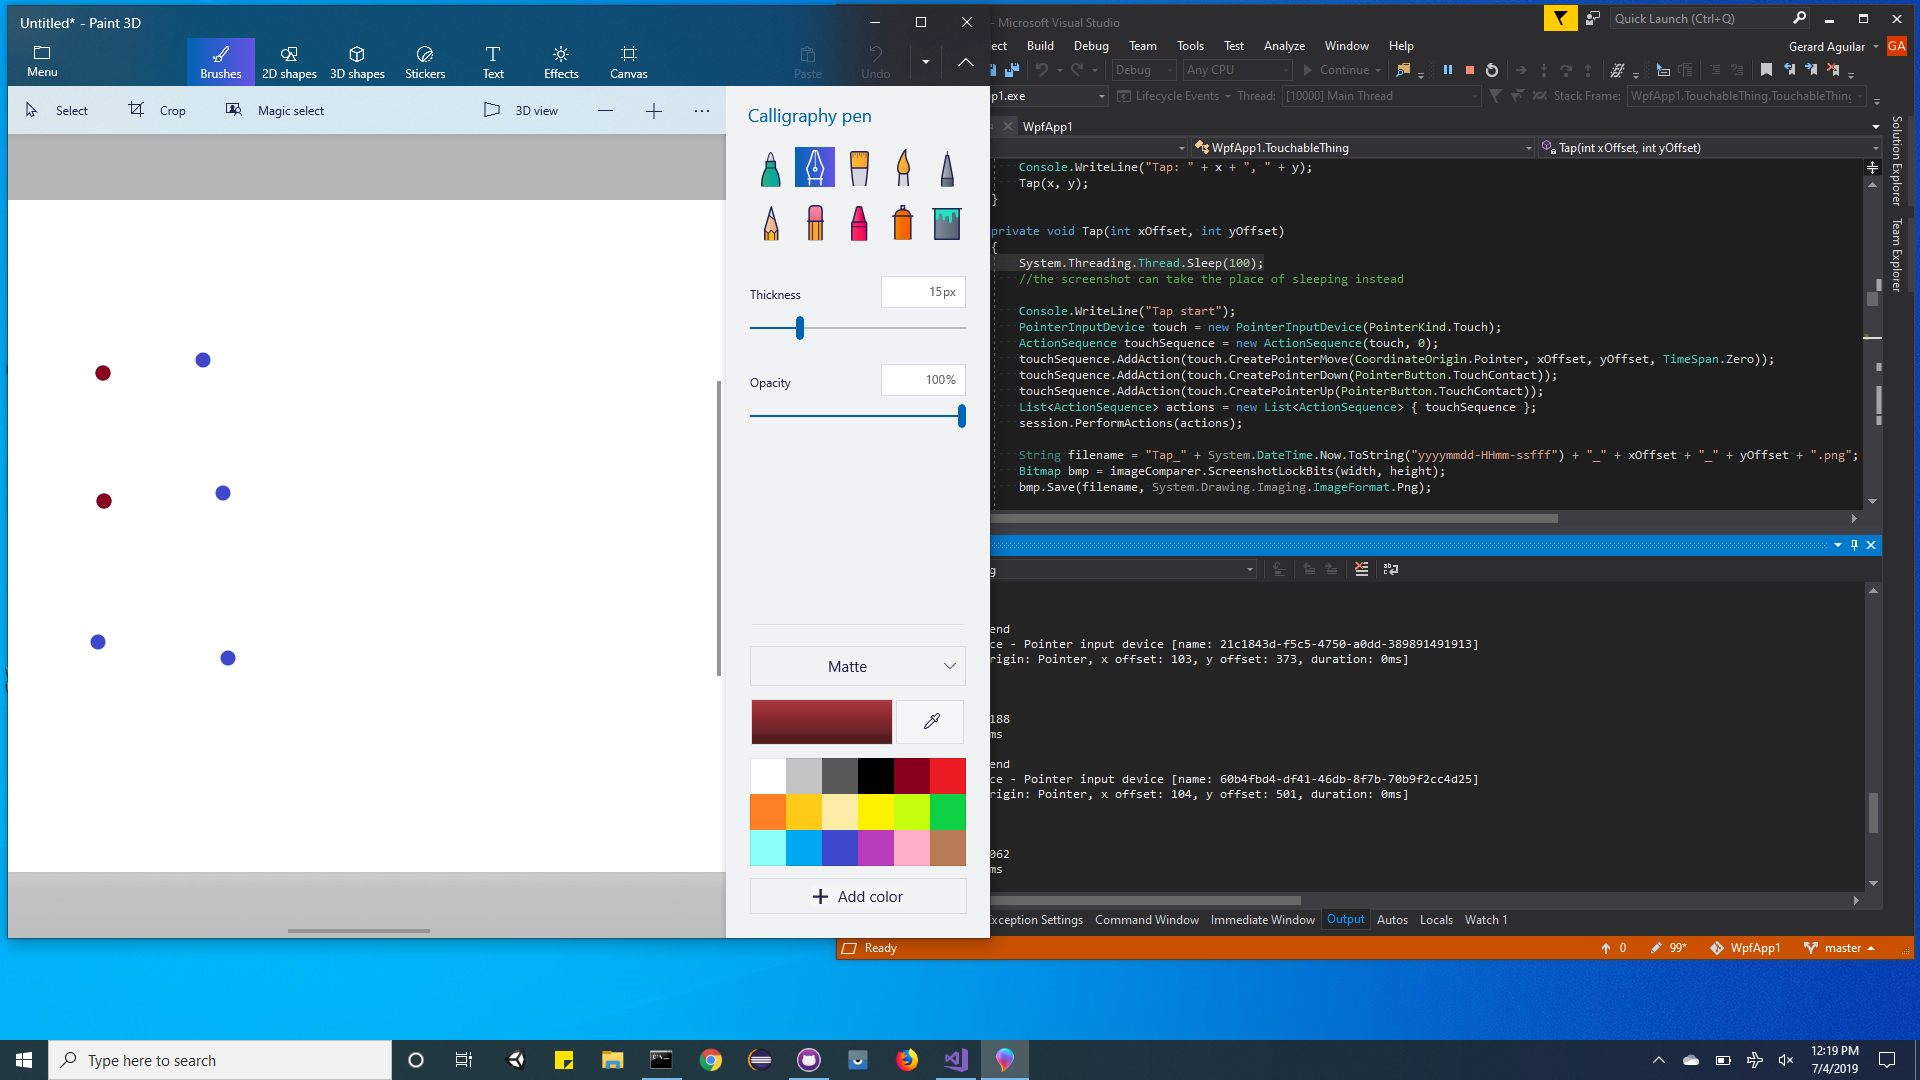 Untitled* - Paint 3D
Menu
Brushes
2D shapes
3D shapes
Stickers
Text
Effects
Canvas
Paste
Undo
Select
Crop
Magic select
3D view
Calligraphy pen
Thickness
15px
Opacity
100%
Matte
Add color
- Microsoft Visual Studio
Quick Launch (Ctrl+Q)
ect Build Debug Team Tools Test Analyze Window Help
Gerard Aguilar
GA
Debug
Any CPU
Continue
p1.exe
Lifecycle Events
Thread:
[10000] Main Thread
Stack Frame:
WpfApp1.TouchableThing.TouchableThing
WpfApp1
WpfApp1.TouchableThing
Tap(int xOffset, int yOffset)
Solution Explorer
Team Explorer
Console.WriteLine("Tap: " + x + ", " + y);
Tap(x, y);
}
private void Tap(int xOffset, int yOffset)
{
System.Threading.Thread.Sleep(100);
//the screenshot can take the place of sleeping instead
Console.WriteLine("Tap start");
PointerInputDevice touch = new PointerInputDevice(PointerKind.Touch);
ActionSequence touchSequence = new ActionSequence(touch, 0);
touchSequence.AddAction(touch.CreatePointerMove(CoordinateOrigin.Pointer, xOffset, yOffset, TimeSpan.Zero));
touchSequence.AddAction(touch.CreatePointerDown(PointerButton.TouchContact));
touchSequence.AddAction(touch.CreatePointerUp(PointerButton.TouchContact));
List<ActionSequence> actions = new List<ActionSequence> { touchSequence };
session.PerformActions(actions);
String filename = "Tap_" + System.DateTime.Now.ToString("yyyymmdd-HHmm-ssfff") + "_" + xOffset + "_" + yOffset + ".png";
Bitmap bmp = imageComparer.ScreenshotLockBits(width, height);
bmp.Save(filename, System.Drawing.Imaging.ImageFormat.Png);
g
end
ce - Pointer input device [name: 21c1843d-f5c5-4750-a0dd-389891491913]
rigin: Pointer, x offset: 103, y offset: 373, duration: 0ms]
188
ms
end
ce - Pointer input device [name: 60b4fbd4-df41-46db-8f7b-70b9f2cc4d25]
rigin: Pointer, x offset: 104, y offset: 501, duration: 0ms]
062
ms
Exception Settings Command Window Immediate Window Output Autos Locals Watch 1
Ready
0
99*
WpfApp1
master
Type here to search
12:19 PM
7/4/2019